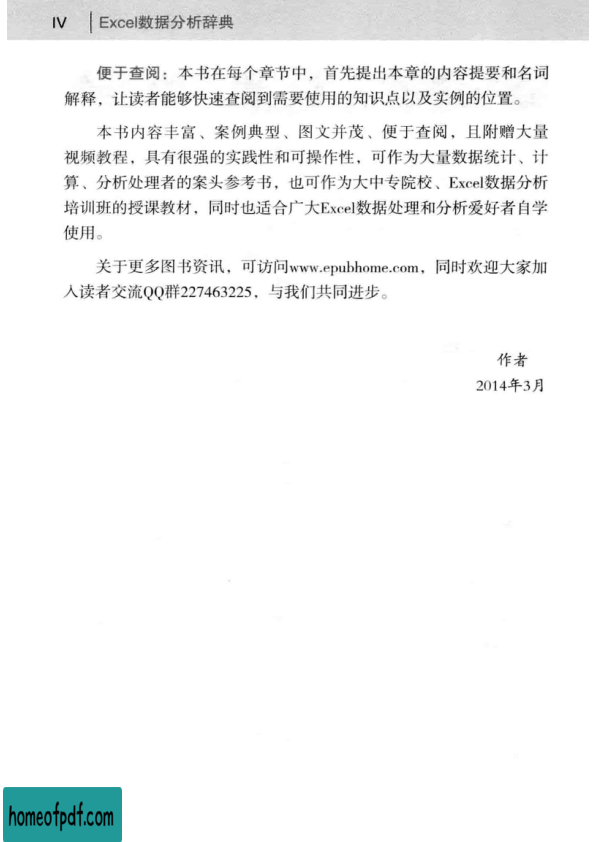 IV Excel数据分析辞典
便于查阅：本书在每个章节中，首先提出本章的内容提要和名词
解释，让读者能够快速查阅到需要使用的知识点以及实例的位置。
本书内容丰富、案例典型、图文并茂、便于查阅，且附赠大量
视频教程，具有很强的实践性和可操作性，可作为大量数据统计、计
算、分析处理者的案头参考书，也可作为大中专院校、Excel数据分析
培训班的授课教材，同时也适合广大Excel数据处理和分析爱好者自学
使用。
关于更多图书资讯，可访问www.epubhome.com，同时欢迎大家加
入读者交流QQ群227463225，与我们共同进步。
作者
2014年3月
homeofpdf.com